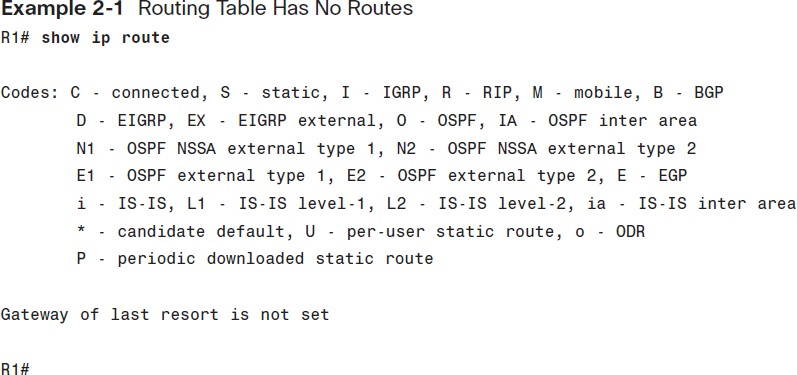 Example 2-1 Routing Table Has No Routes
R1# show ip route
Codes: C - connected, S - static, I - IGRP, R - RIP, M - mobile, B - BGP
D - EIGRP, EX - EIGRP external, O - OSPF, IA - OSPF inter area
N1 - OSPF NSSA external type 1, N2 - OSPF NSSA external type 2
E1 - OSPF external type 1, E2 - OSPF external type 2, E - EGP
i - IS-IS, L1 - IS-IS level-1, L2 - IS-IS level-2, ia - IS-IS inter area
* - candidate default, U - per-user static route, o - ODR
P - periodic downloaded static route
Gateway of last resort is not set
R1#